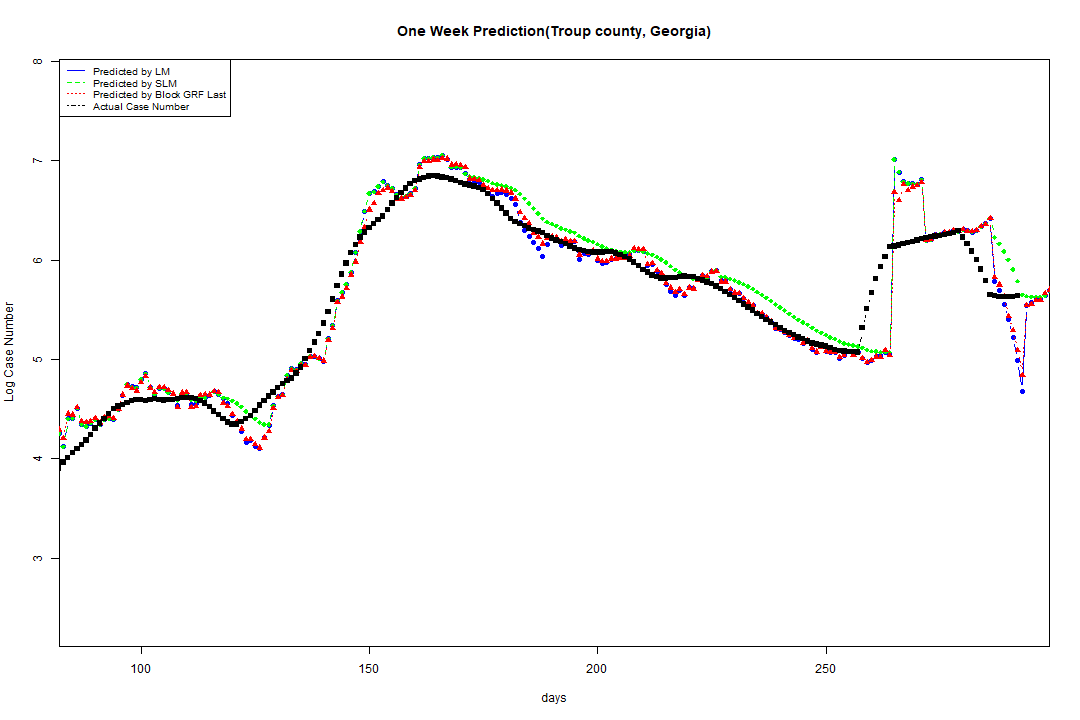 One Week Prediction(Troup county, Georgia)
Predicted by LM
Predicted by SLM
Predicted by Block GRF Last
Actual Case Number
8
7
6
5
4
3
Log Case Number
100 150 200 250
days